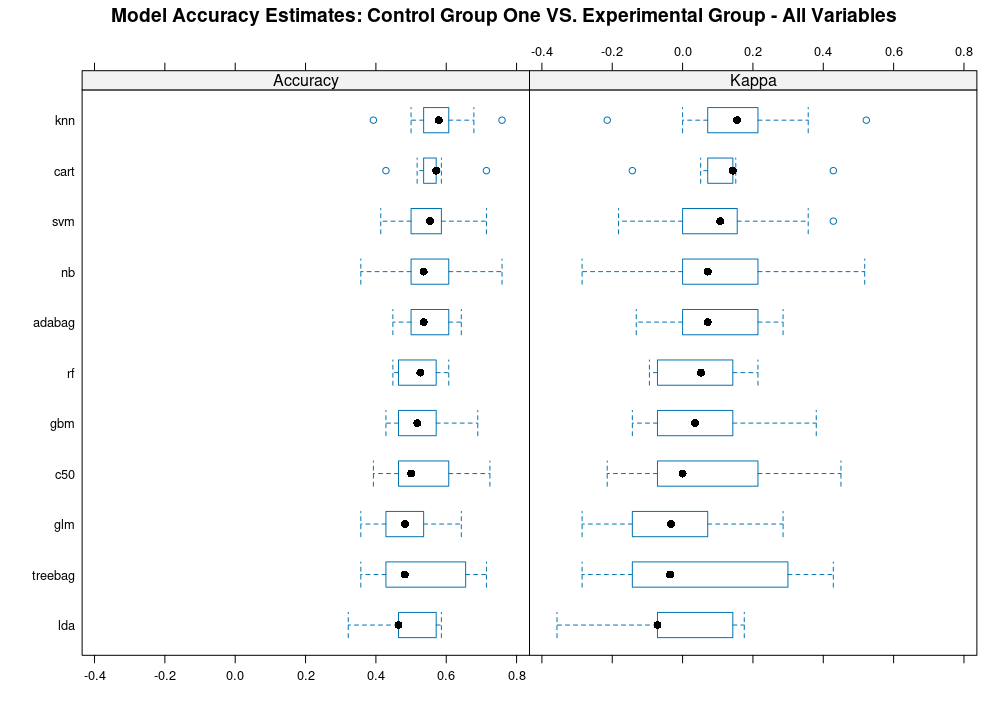 Model Accuracy Estimates: Control Group One VS. Experimental Group - All Variables
-0.4 -0.2 0.0 0.2 0.4 0.6 0.8
Accuracy Kappa
knn
cart
svm
nb
adabag
rf
gbm
c50
glm
treebag
lda
-0.4 -0.2 0.0 0.2 0.4 0.6 0.8